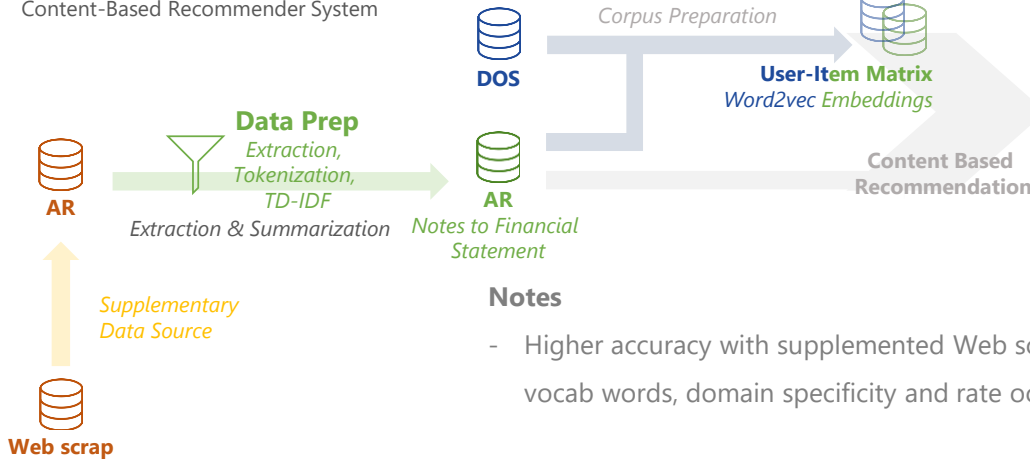 Content-Based Recommender System
Corpus Preparation
DOS
User-Item Matrix
Word2vec Embeddings
Data Prep
Extraction,
Tokenization,
TD-IDF
Extraction & Summarization
AR
AR
Notes to Financial
Statement
Content Based
Recommendation
Supplementary
Data Source
Web scrap
Notes
- Higher accuracy with supplemented Web
vocab words, domain specificity and rate